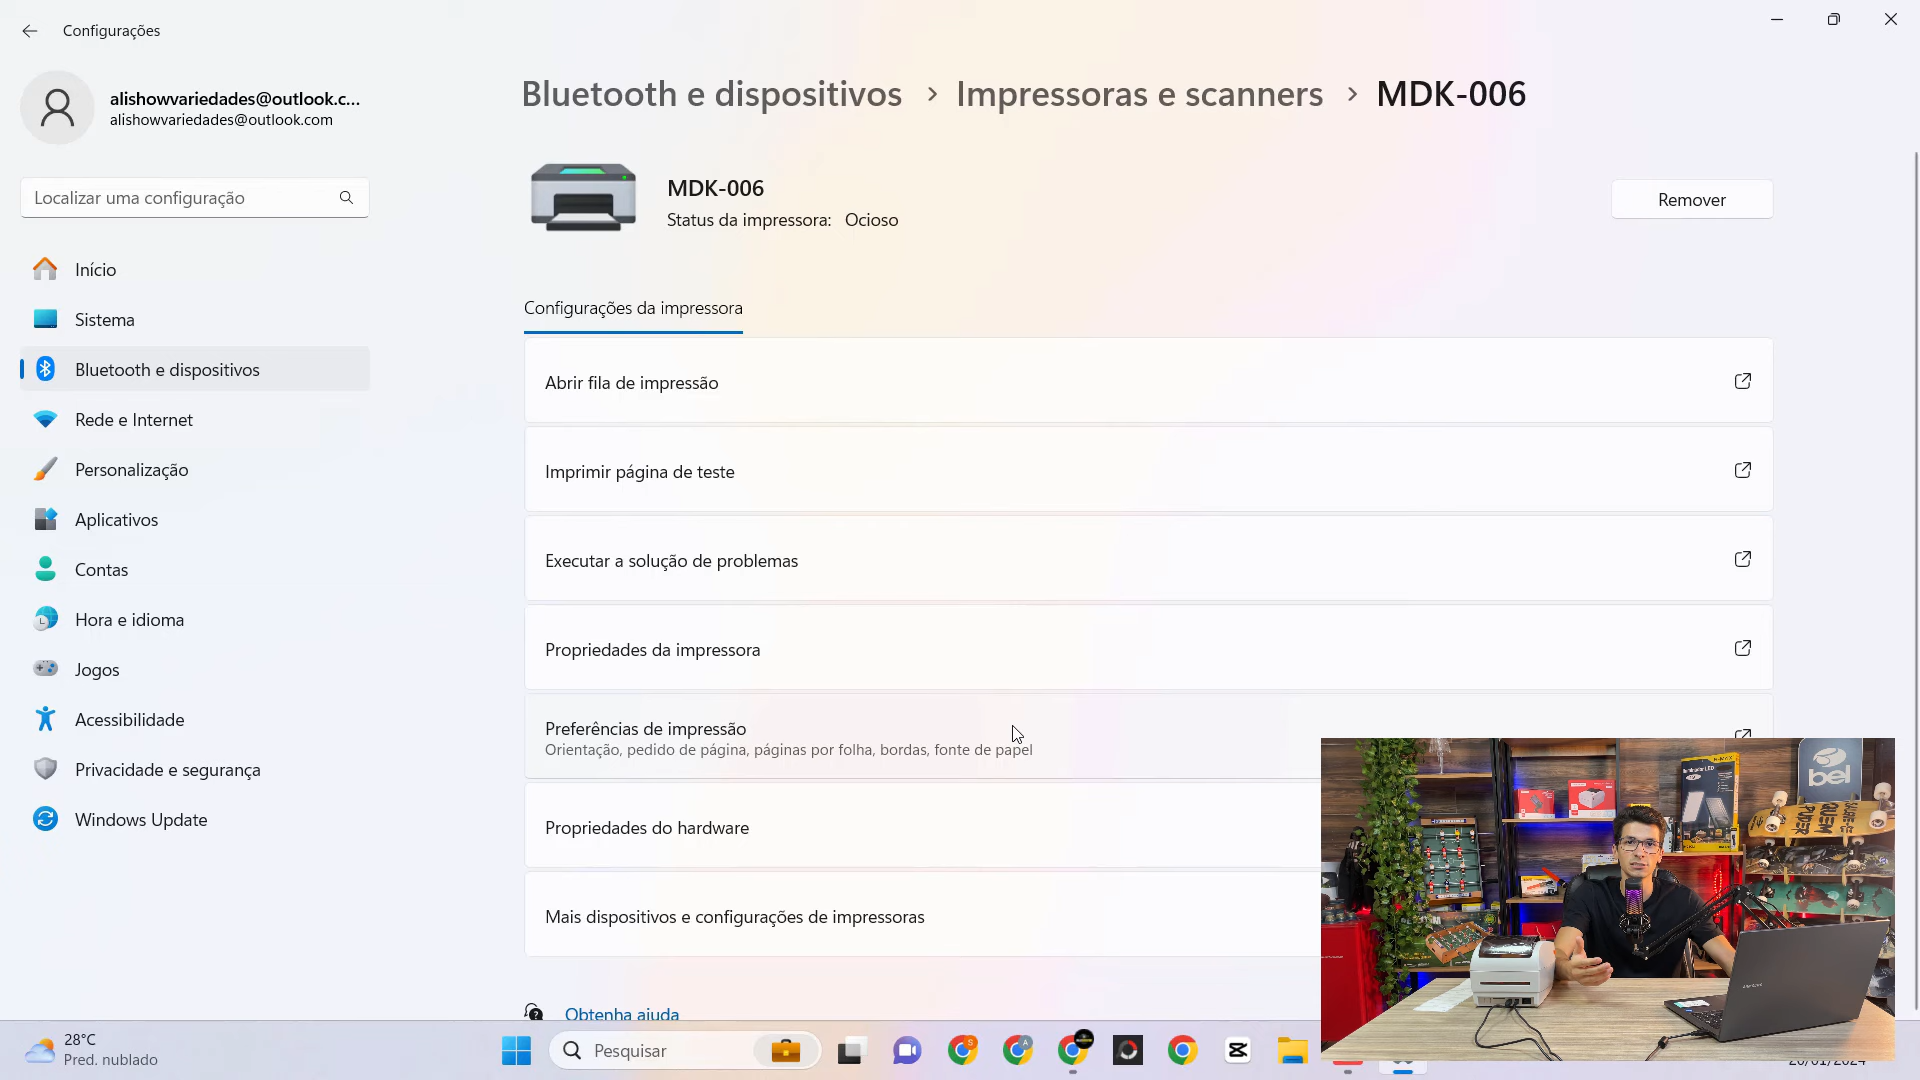 Configurações
alishowvariedades@outlook.c...
alishowvariedades@outlook.com
Localizar uma configuração
Início
Sistema
Bluetooth e dispositivos
Rede e Internet
Personalização
Aplicativos
Contas
Hora e idioma
Jogos
Acessibilidade
Privacidade e segurança
Windows Update
Bluetooth e dispositivos > Impressoras e scanners > MDK-006
MDK-006
Status da impressora: Ocioso
Remover
Configurações da impressora
Abrir fila de impressão
Imprimir página de teste
Executar a solução de problemas
Propriedades da impressora
Preferências de impressão
Orientação, pedido de página, páginas por folha, bordas, fonte de papel
Propriedades do hardware
Mais dispositivos e configurações de impressoras
Obtenha ajuda
bel
28°C
Pred. nublado
Pesquisar